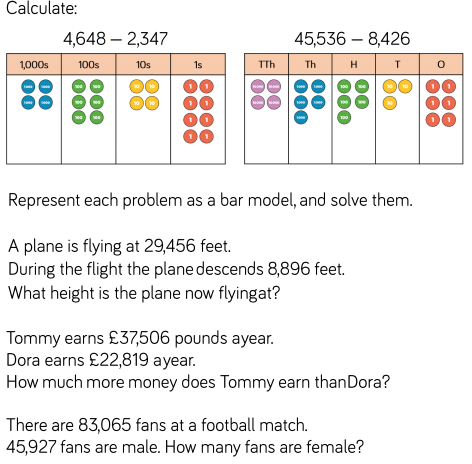 Calculate:
4,648 – 2,347 45,536 – 8,426
1,000s 100s 10s 1s TTh Th H T O
1000 1000 100 100 10 10 1 1 10000 10000 1000 1000 100 100 10 10 1 1
1000 1000 100 100 10 10 1 1 10000 10000 1000 1000 100 100 10 1 1
100 100 1 1 1000 100 1 1
1 1
Represent each problem as a bar model, and solve them.
A plane is flying at 29,456 feet.
During the flight the plane descends 8,896 feet.
What height is the plane now flyingat?
Tommy earns £37,506 pounds ayear.
Dora earns £22,819 a year.
How much more money does Tommy earn thanDora?
There are 83,065 fans at a football match.
45,927 fans are male. How many fans are female?